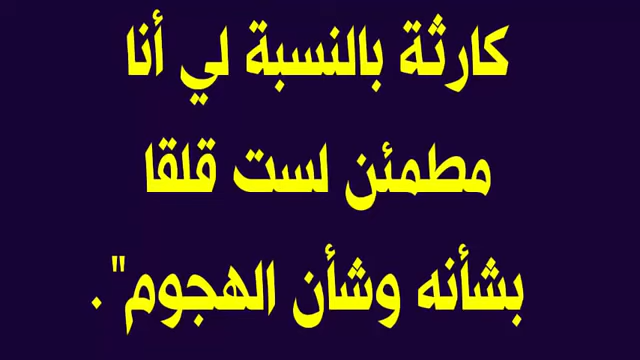 كارثة بالنسبة لي أنا
مطمئن لست قلقا
بشأنه وشأن الهجوم".